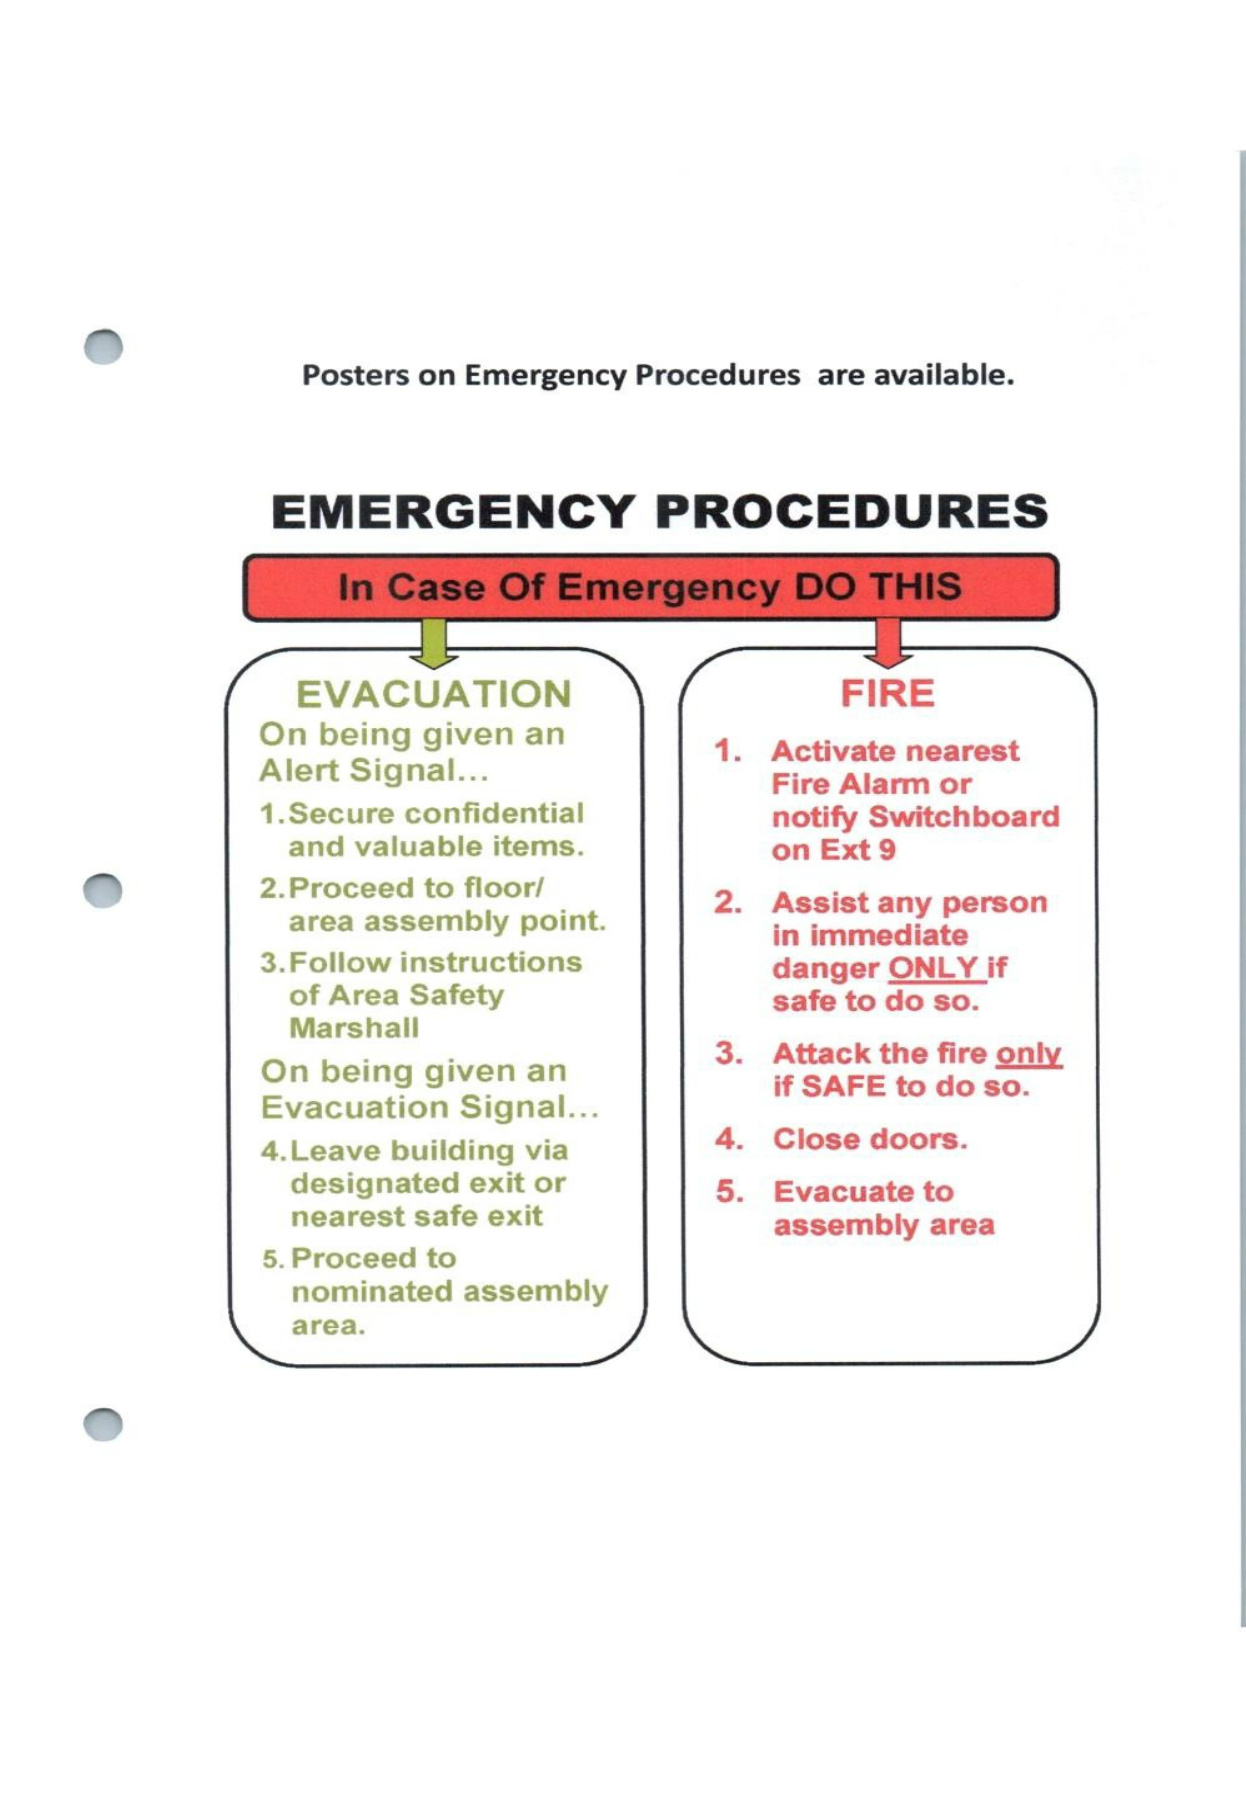 Posters on Emergency Procedures are available.
EMERGENCY PROCEDURES
In Case Of Emergency DO THIS
EVACUATION
On being given an
Alert Signal...
1.Secure confidential
and valuable items.
2.Proceed to floor/
area assembly point.
3.Follow instructions
of Area Safety
Marshall
On being given an
Evacuation Signal...
4.Leave building via
designated exit or
nearest safe exit
5. Proceed to
nominated assembly
area.
FIRE
1. Activate nearest
Fire Alarm or
notify Switchboard
on Ext 9
2. Assist any person
in immediate
danger ONLY if
safe to do so.
3. Attack the fire only
if SAFE to do so.
4. Close doors.
5. Evacuate to
assembly area